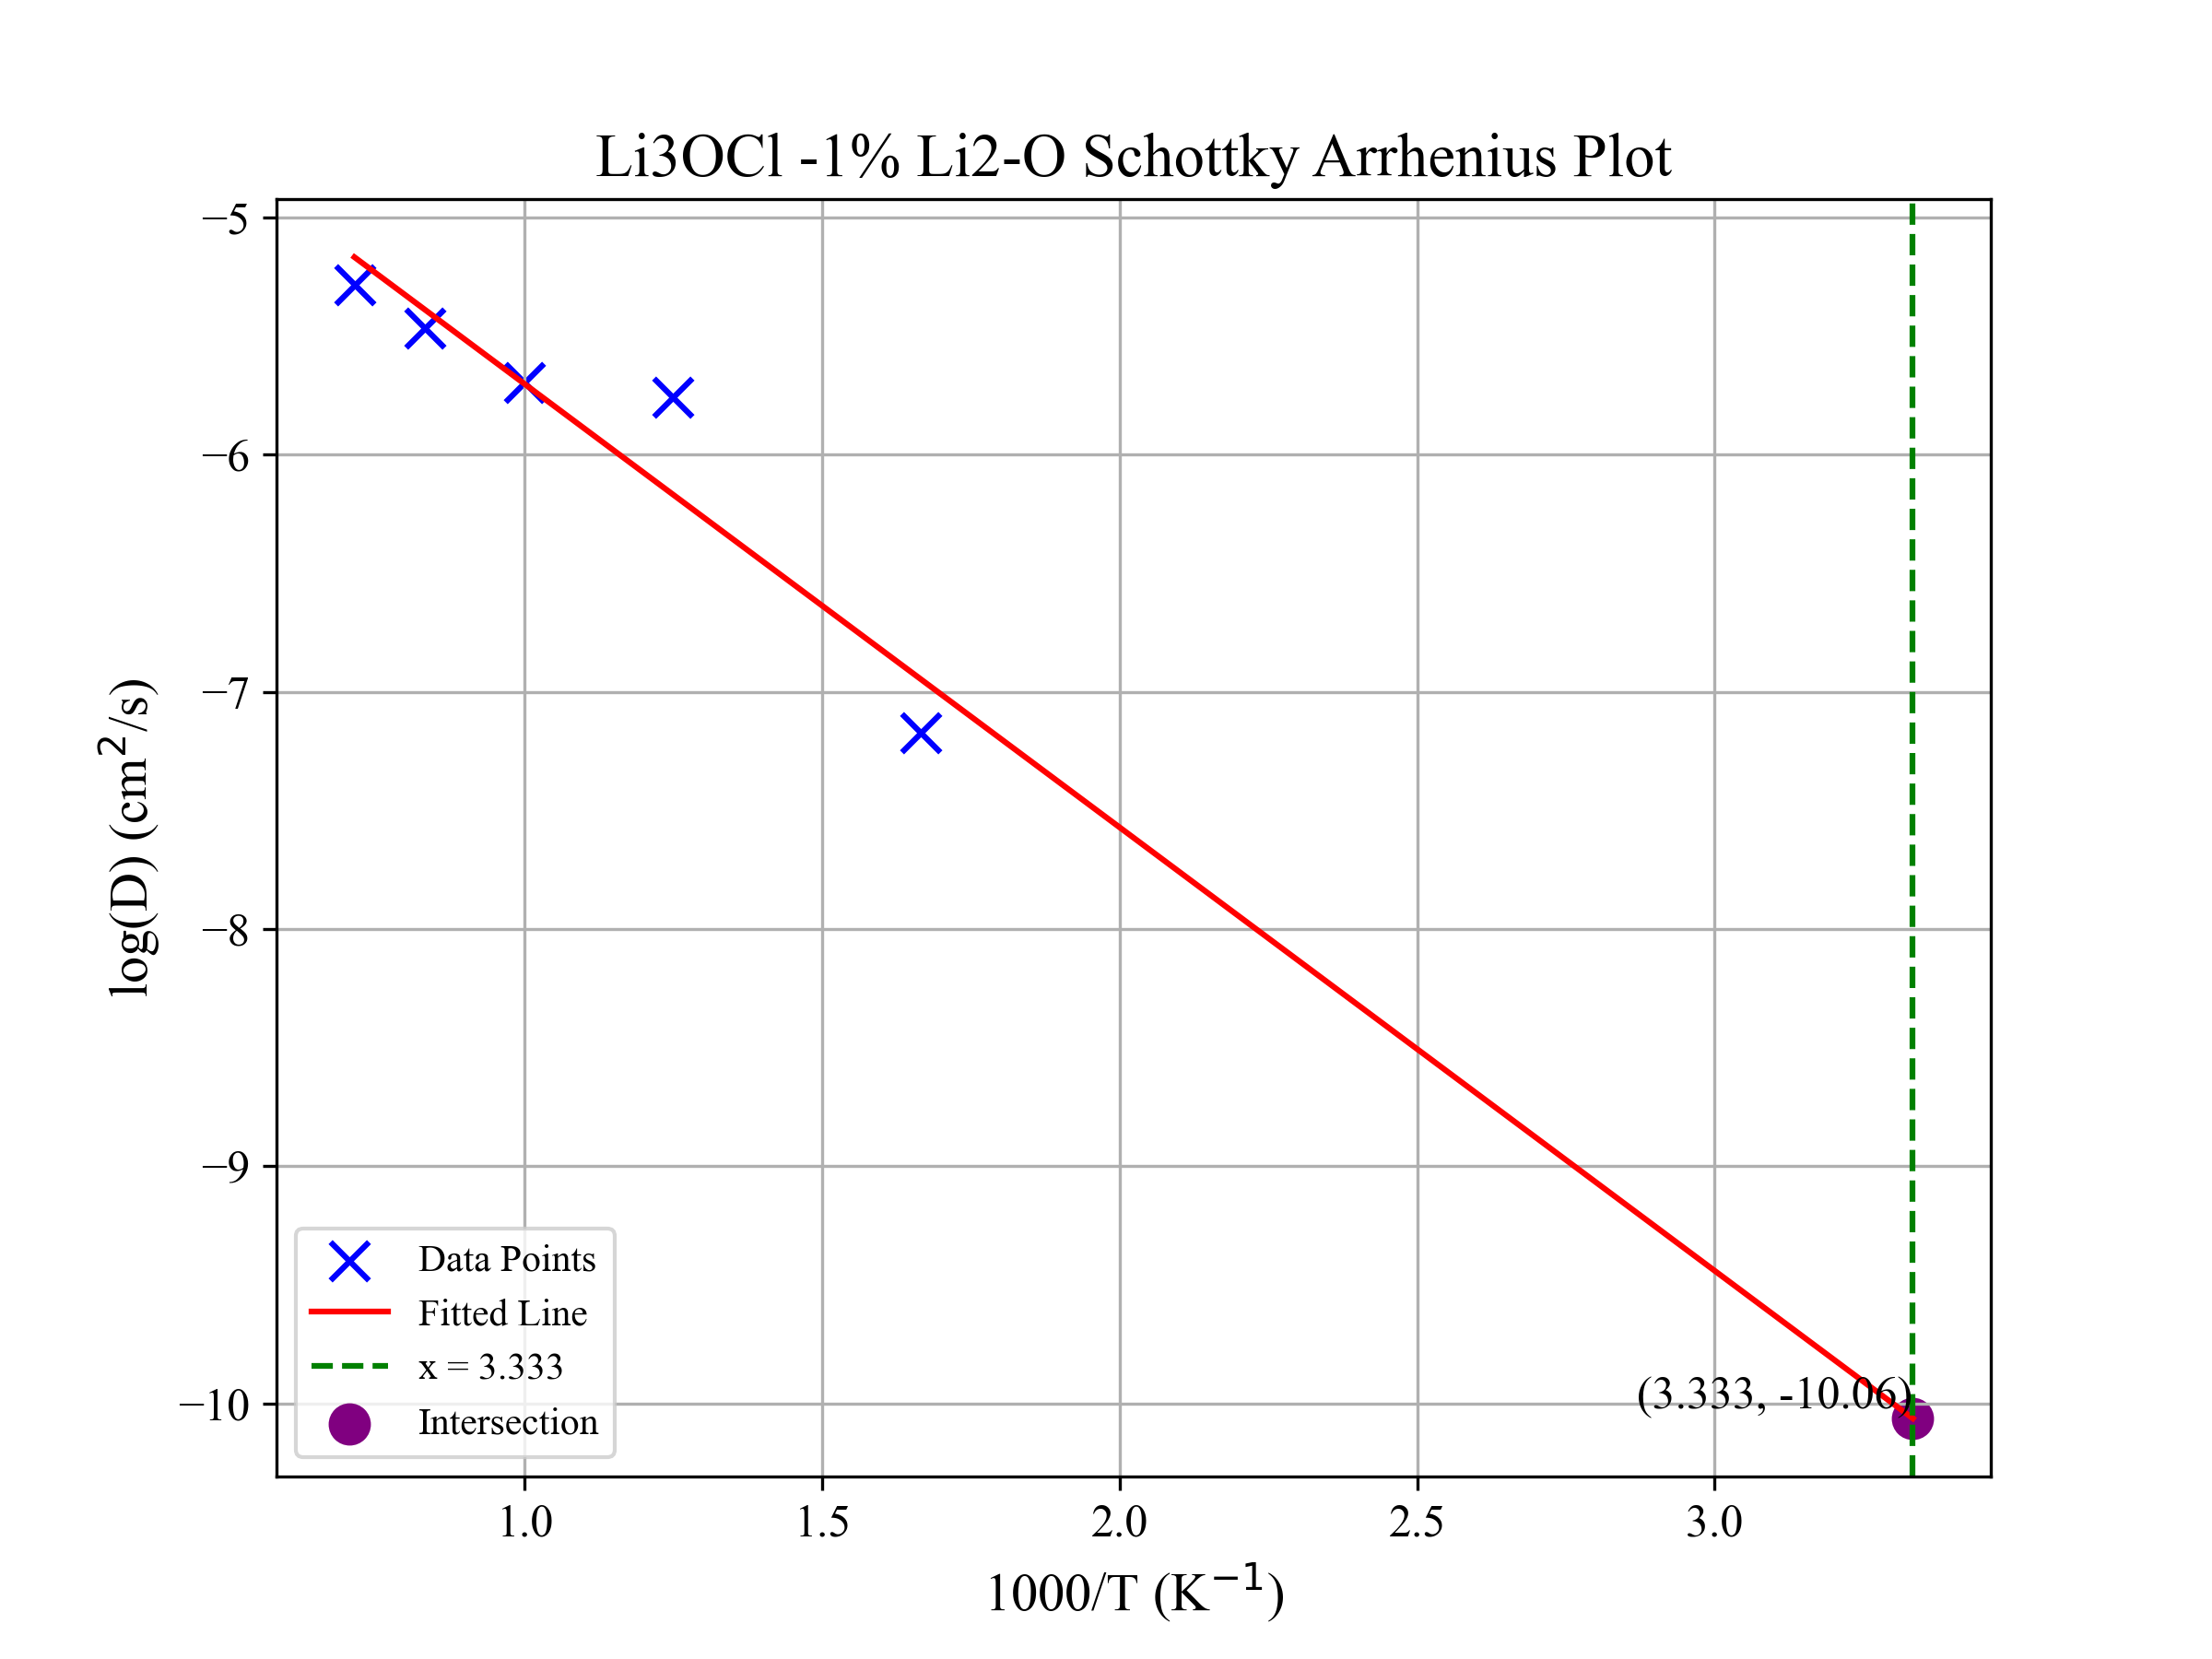 Li3OCl -1% Li2-O Schottky Arrhenius Plot
−5
−6
−7
−8
−9
−10
log(D) (cm²/s)
Data Points
Fitted Line
x = 3.333
Intersection
(3.333, -10.06)
1.0 1.5 2.0 2.5 3.0
1000/T (K⁻¹)